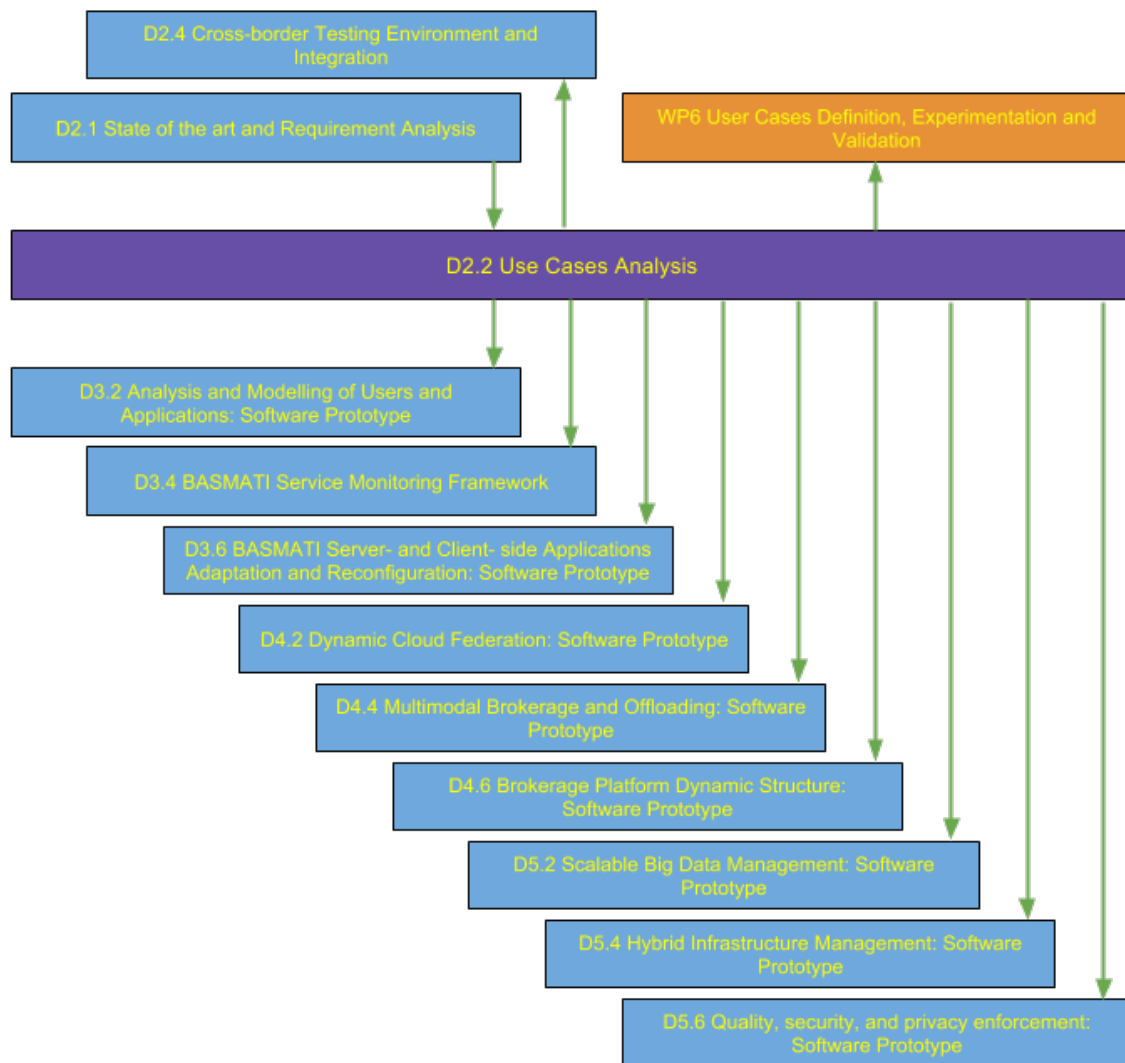 D2.4 Cross-border Testing Environment and
Integration
D2.1 State of the art and Requirement Analysis
WP6 User Cases Definition, Experimentation and
Validation
D2.2 Use Cases Analysis
D3.2 Analysis and Modelling of Users and
Applications: Software Prototype
D3.4 BASMATI Service Monitoring Framework
D3.6 BASMATI Server- and Client- side Applications
Adaptation and Reconfiguration: Software Prototype
D4.2 Dynamic Cloud Federation: Software Prototype
D4.4 Multimodal Brokerage and Offloading: Software
Prototype
D4.6 Brokerage Platform Dynamic Structure:
Software Prototype
D5.2 Scalable Big Data Management: Software
Prototype
D5.4 Hybrid Infrastructure Management: Software
Prototype
D5.6 Quality, security, and privacy enforcement:
Software Prototype